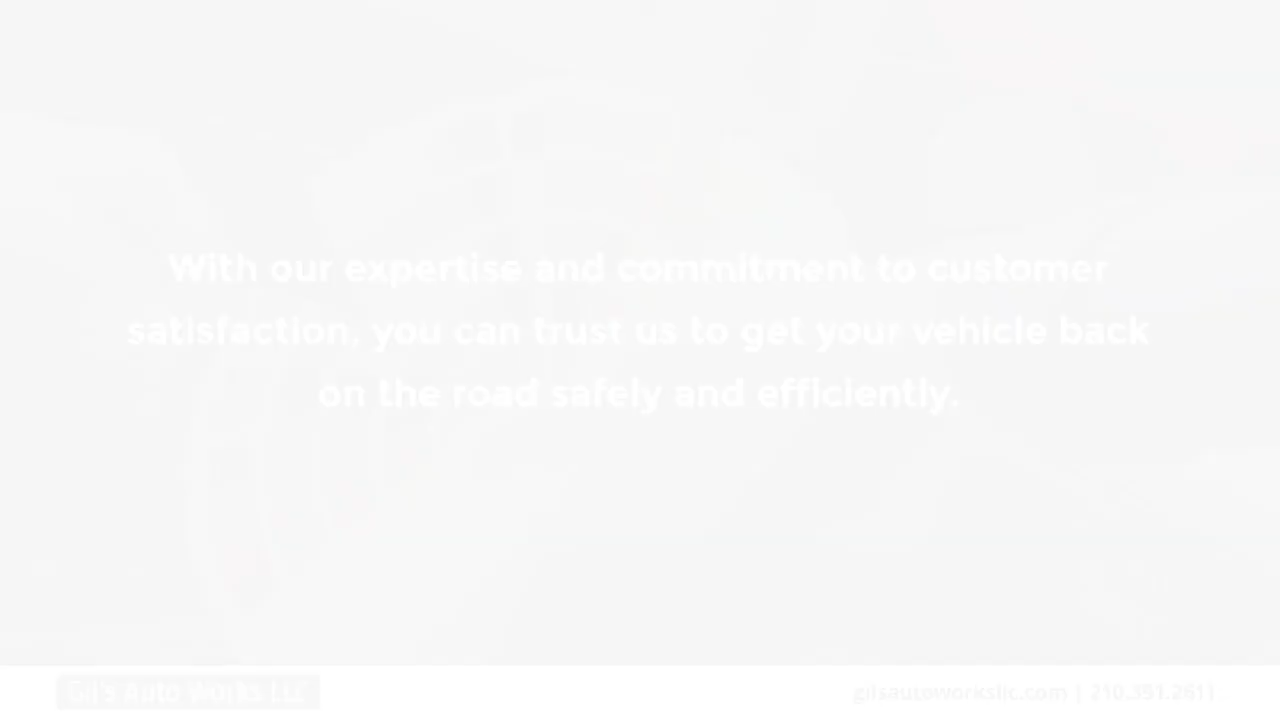 With our expertise and commitment to customer
satisfaction, you can trust us to get your vehicle back
on the road safely and efficiently.
Gil's Auto Works LLC
gilsautoworksllc.com | 210.391.2611